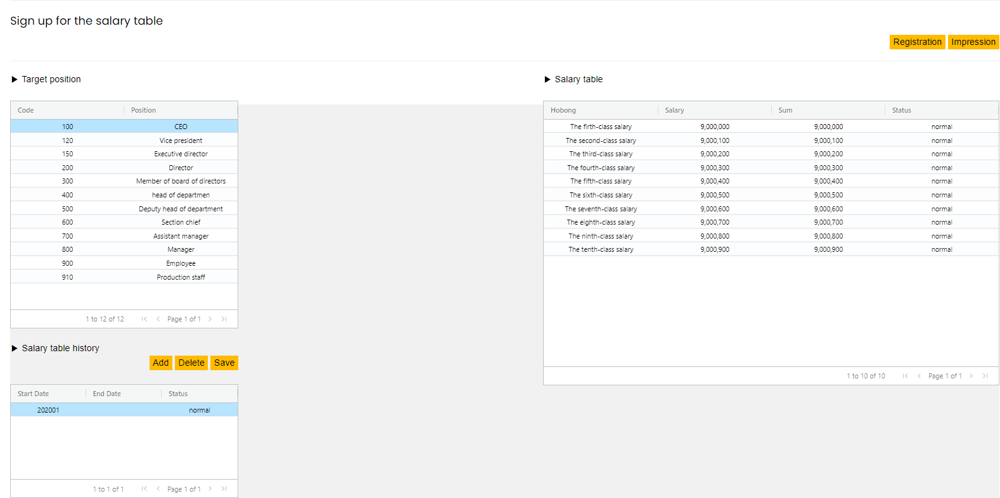 Sign up for the salary table
Registration Impression
▶ Target position
Code Position
100 CEO
120 Vice president
150 Executive director
200 Director
300 Member of board of directors
400 head of departmen
500 Deputy head of department
600 Section chief
700 Assistant manager
800 Manager
900 Employee
910 Production staff
1 to 12 of 12 Page 1 of 1
▶ Salary table history
Add Delete Save
Start Date End Date Status
202001 normal
1 to 1 of 1 Page 1 of 1
▶ Salary table
Hobong Salary Sum Status
The firth-class salary 9,000,000 9,000,000 normal
The second-class salary 9,000,100 9,000,100 normal
The third-class salary 9,000,200 9,000,200 normal
The fourth-class salary 9,000,300 9,000,300 normal
The fifth-class salary 9,000,400 9,000,400 normal
The sixth-class salary 9,000,500 9,000,500 normal
The seventh-class salary 9,000,600 9,000,600 normal
The eighth-class salary 9,000,700 9,000,700 normal
The ninth-class salary 9,000,800 9,000,800 normal
The tenth-class salary 9,000,900 9,000,900 normal
1 to 10 of 10 Page 1 of 1